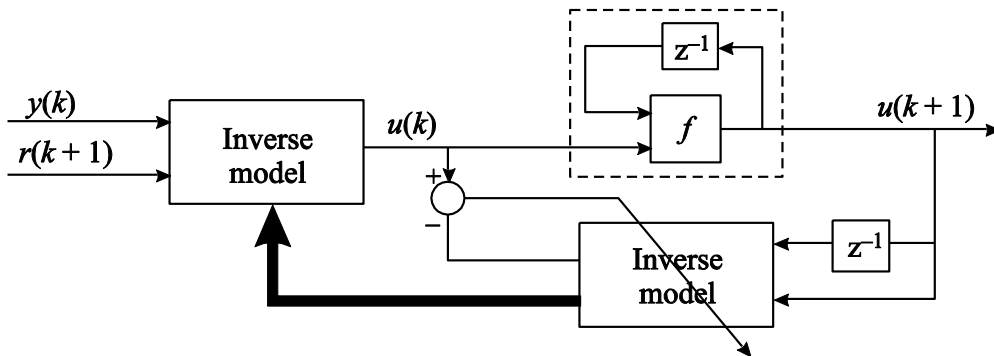 z⁻¹
y(k)
u(k)
f
u(k + 1)
r(k + 1)
Inverse
model
+
−
z⁻¹
Inverse
model